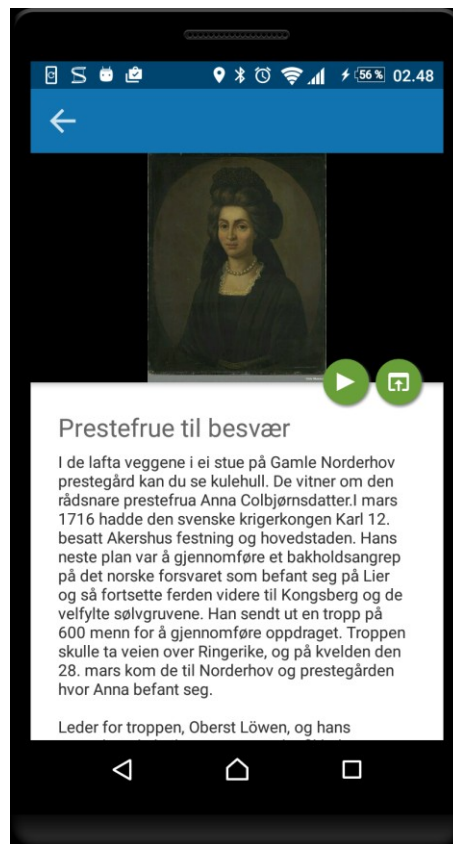 56 % 02.48
Prestefrue til besvær
I de lafta veggene i ei stue på Gamle Norderhov
prestegård kan du se kulehull. De vitner om den
rådsnare prestefrua Anna Colbjørnsdatter.I mars
1716 hadde den svenske krigerkongen Karl 12.
besatt Akershus festning og hovedstaden. Hans
neste plan var å gjennomføre et bakholdsangrep
på det norske forsvaret som befant seg på Lier
og så fortsette ferden videre til Kongsberg og de
velfylte sølvgruvene. Han sendt ut en tropp på
600 menn for å gjennomføre oppdraget. Troppen
skulle ta veien over Ringerike, og på kvelden den
28. mars kom de til Norderhov og prestegården
hvor Anna befant seg.
Leder for troppen, Oberst Löwen, og hans